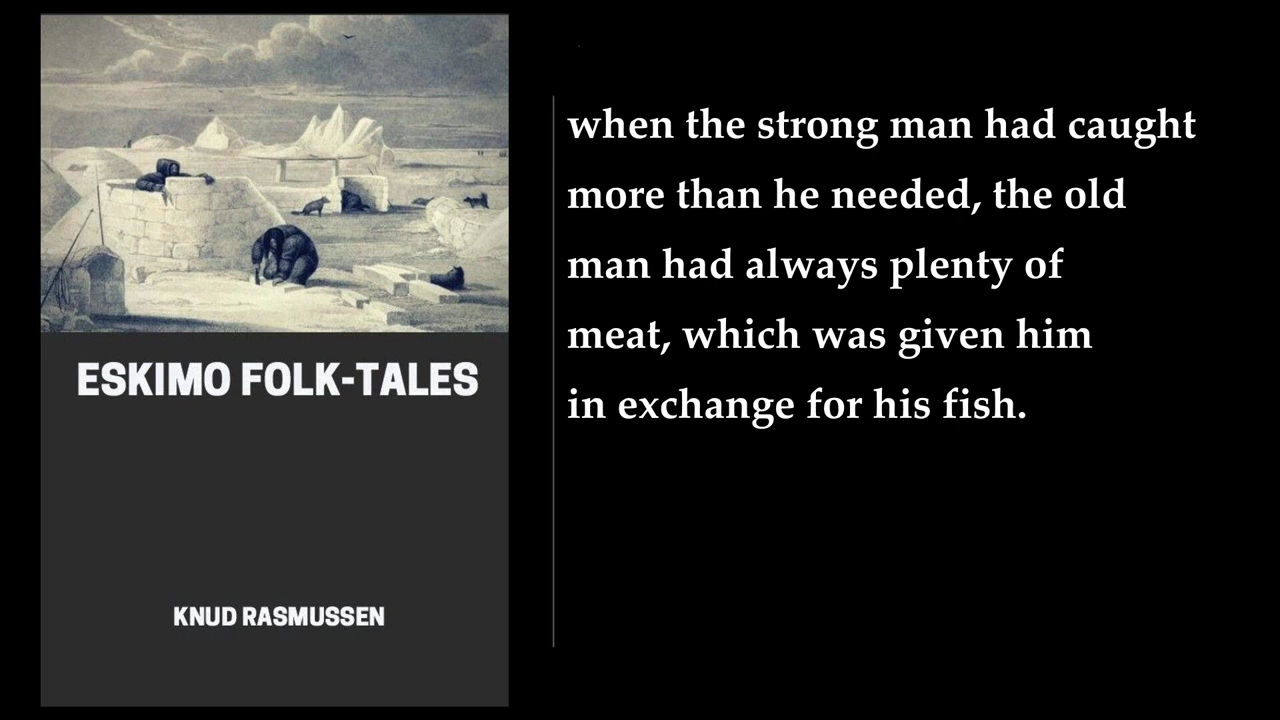 ESKIMO FOLK-TALES
KNUD RASMUSSEN
when the strong man had caught
more than he needed, the old
man had always plenty of
meat, which was given him
in exchange for his fish.